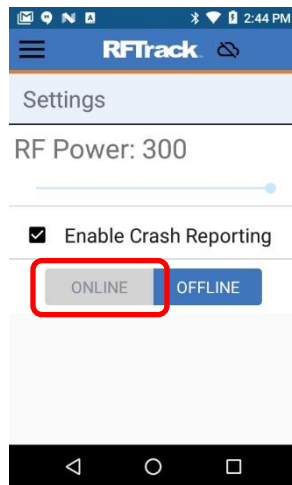 2:44 PM
RFTrack
Settings
RF Power: 300
Enable Crash Reporting
ONLINE OFFLINE